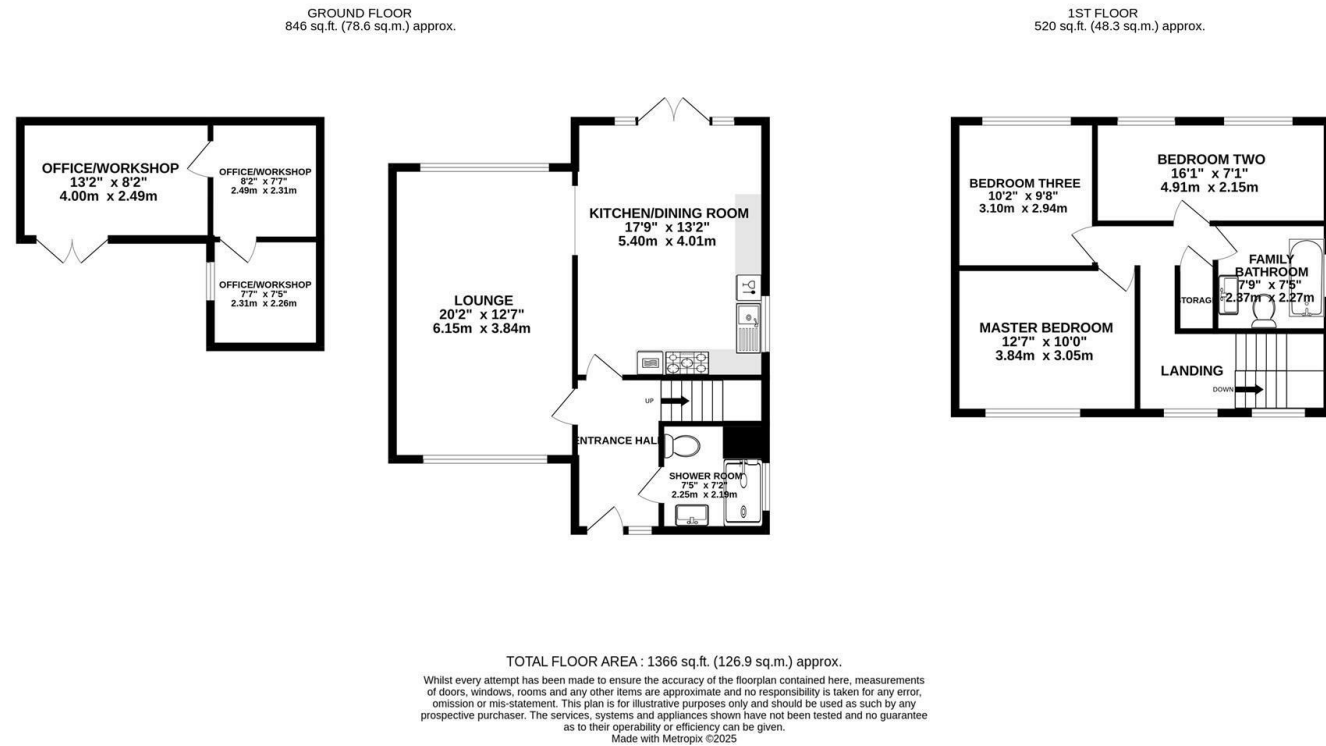 GROUND FLOOR
846 sq.ft. (78.6 sq.m.) approx.
1ST FLOOR
520 sq.ft. (48.3 sq.m.) approx.
OFFICE/WORKSHOP
13'2" x 8'2"
4.00m x 2.49m
OFFICE/WORKSHOP
8'2" x 7'7"
2.49m x 2.31m
OFFICE/WORKSHOP
7'7" x 7'5"
2.31m x 2.26m
LOUNGE
20'2" x 12'7"
6.15m x 3.84m
KITCHEN/DINING ROOM
17'9" x 13'2"
5.40m x 4.01m
UP
ENTRANCE HALL
SHOWER ROOM
7'5" x 7'2"
2.25m x 2.19m
BEDROOM THREE
10'2" x 9'8"
3.10m x 2.94m
BEDROOM TWO
16'1" x 7'1"
4.91m x 2.15m
FAMILY
BATHROOM
7'9" x 7'5"
2.37m x 2.27m
STORAGE
MASTER BEDROOM
12'7" x 10'0"
3.84m x 3.05m
LANDING
DOWN
TOTAL FLOOR AREA : 1366 sq.ft. (126.9 sq.m.) approx.
Whilst every attempt has been made to ensure the accuracy of the floorplan contained here, measurements
of doors, windows, rooms and any other items are approximate and no responsibility is taken for any error,
omission or mis-statement. This plan is for illustrative purposes only and should be used as such by any
prospective purchaser. The services, systems and appliances shown have not been tested and no guarantee
as to their operability or efficiency can be given.
Made with Metropix ©2025